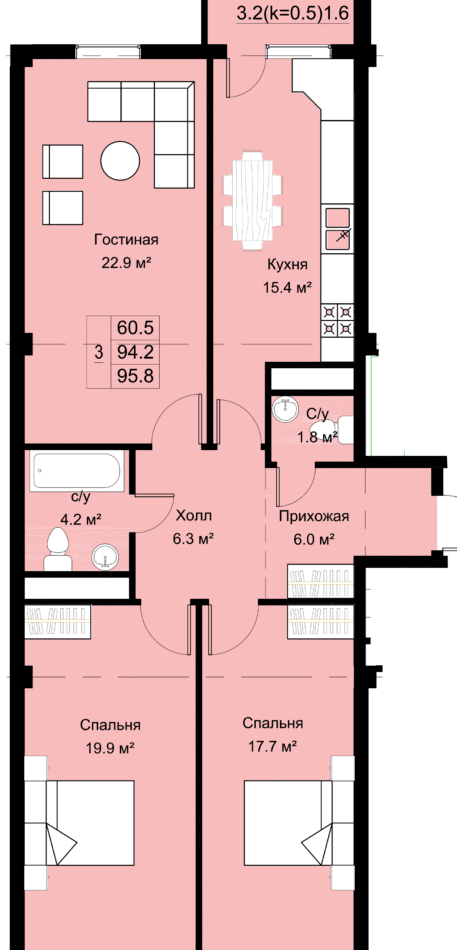 3.2(k=0.5)1.6
Гостиная
22.9 м²
Кухня
15.4 м²
3
60.5
94.2
95.8
С/у
1.8 м²
с/у
4.2 м²
Холл
6.3 м²
Прихожая
6.0 м²
Спальня
19.9 м²
Спальня
17.7 м²